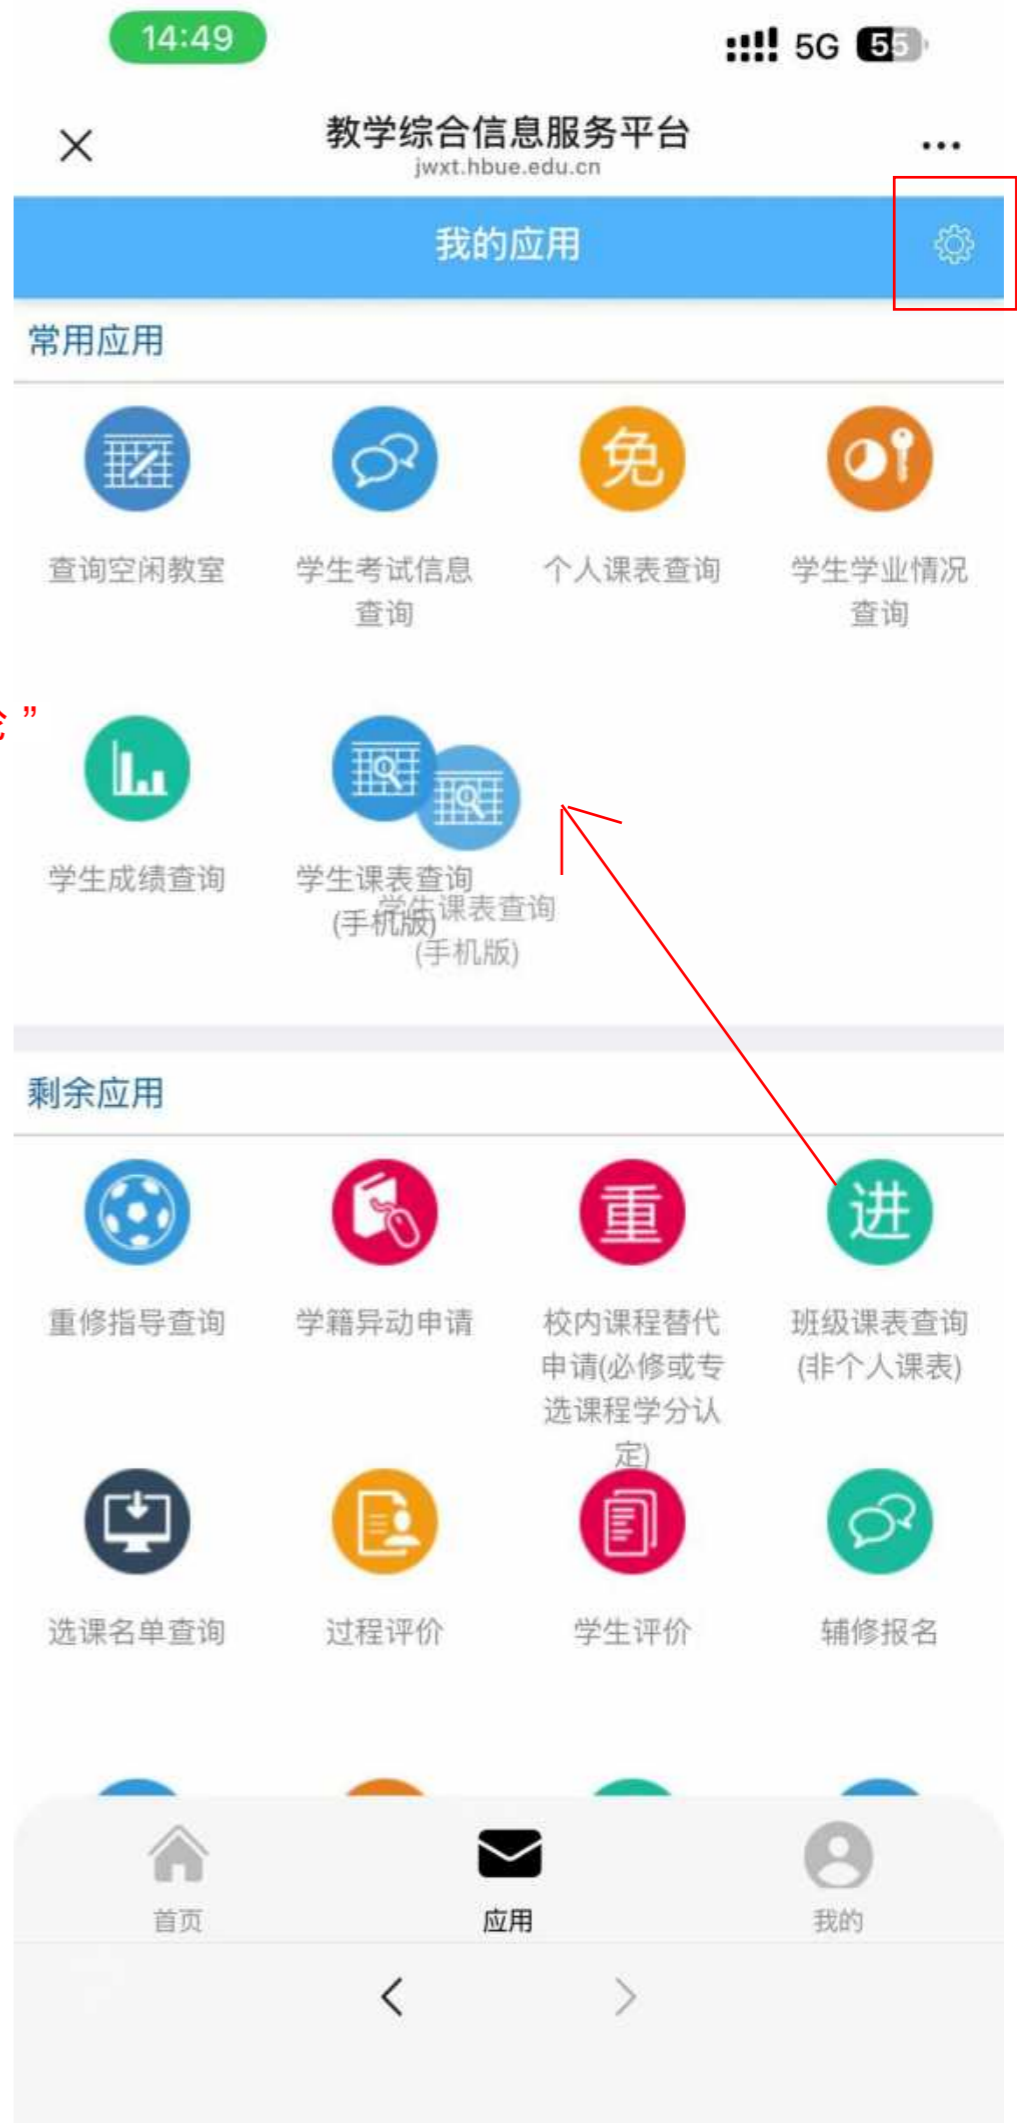 14:49
5G 55
教学综合信息服务平台
jwxt.hbue.edu.cn
我的应用
常用应用
免
查询空闲教室
学生考试信息
查询
个人课表查询
学生学业情况
查询
”
学生成绩查询
学生课表查询
(手机版)
学生课表查询
(手机版)
剩余应用
重
进
重修指导查询
学籍异动申请
校内课程替代
申请(必修或专
选课程学分认
定)
班级课表查询
(非个人课表)
选课名单查询
过程评价
学生评价
辅修报名
首页
应用
我的